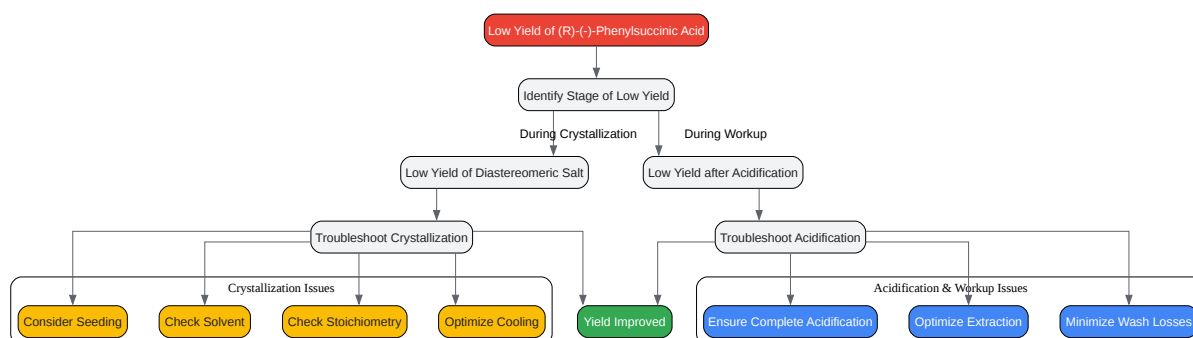 Low Yield of (R)-(-)-Phenylsuccinic Acid
Identify Stage of Low Yield
During Crystallization
During Workup
Low Yield of Diastereomeric Salt
Low Yield after Acidification
Troubleshoot Crystallization
Troubleshoot Acidification
Crystallization Issues
Acidification & Workup Issues
Consider Seeding
Check Solvent
Check Stoichiometry
Optimize Cooling
Yield Improved
Ensure Complete Acidification
Optimize Extraction
Minimize Wash Losses